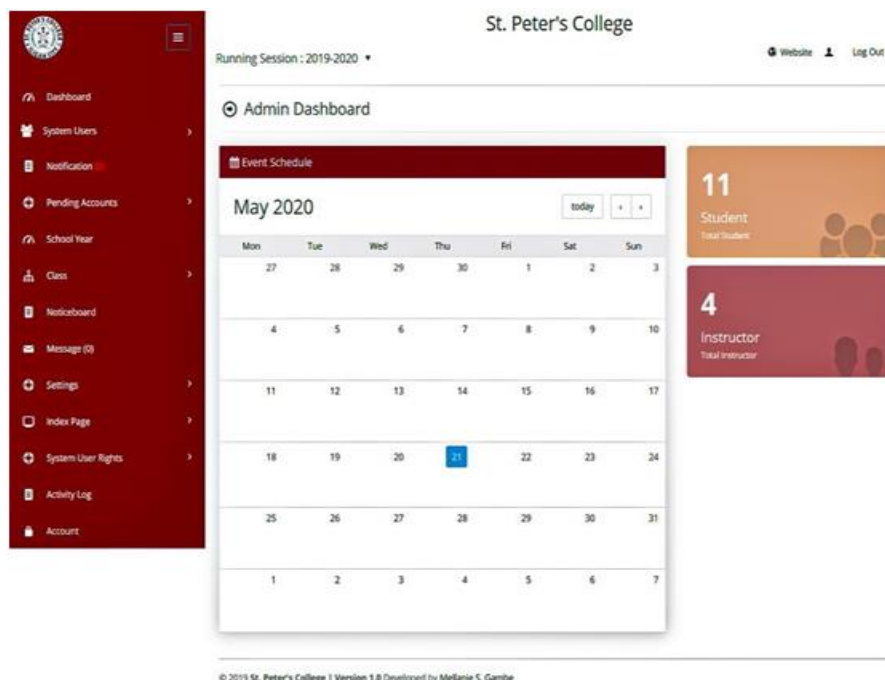 St. Peter's College
Running Session : 2019-2020
Website
Log Out
Dashboard
System Users
Notification
Pending Accounts
School Year
Class
Noticeboard
Message (0)
Settings
Index Page
System User Rights
Activity Log
Account
Admin Dashboard
Event Schedule
May 2020
today
Mon Tue Wed Thu Fri Sat Sun
27 28 29 30 1 2 3
4 5 6 7 8 9 10
11 12 13 14 15 16 17
18 19 20 21 22 23 24
25 26 27 28 29 30 31
1 2 3 4 5 6 7
11
Student
Total Student
4
Instructor
Total Instructor
© 2019 St. Peter's College | Version 1.0 Developed by Mellanie S. Gambe